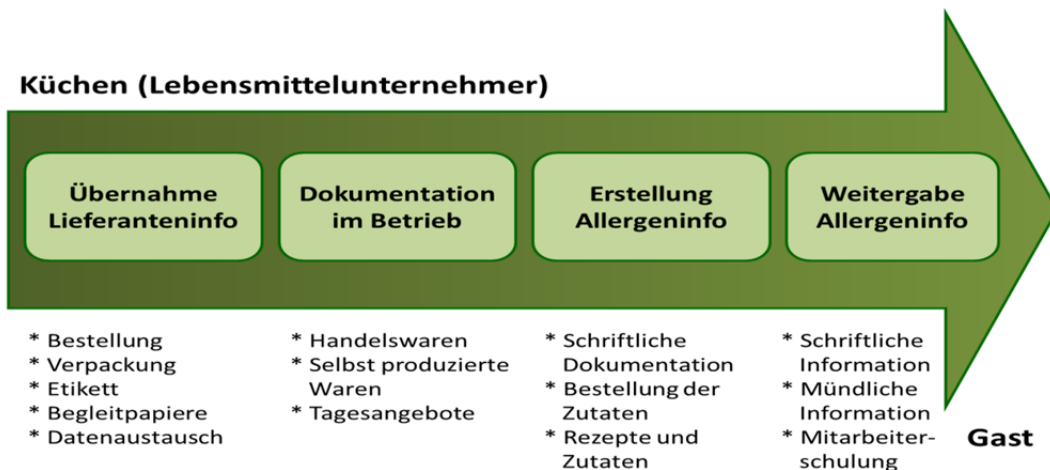 Küchen (Lebensmittelunternehmer)
Übernahme
Lieferanteninfo
Dokumentation
im Betrieb
Erstellung
Allergeninfo
Weitergabe
Allergeninfo
* Bestellung
* Verpackung
* Etikett
* Begleitpapiere
* Datenaustausch
* Handelswaren
* Selbst produzierte
Waren
* Tagesangebote
* Schriftliche
Dokumentation
* Bestellung der
Zutaten
* Rezepte und
Zutaten
* Schriftliche
Information
* Mündliche
Information
* Mitarbeiter-
schulung
Gast